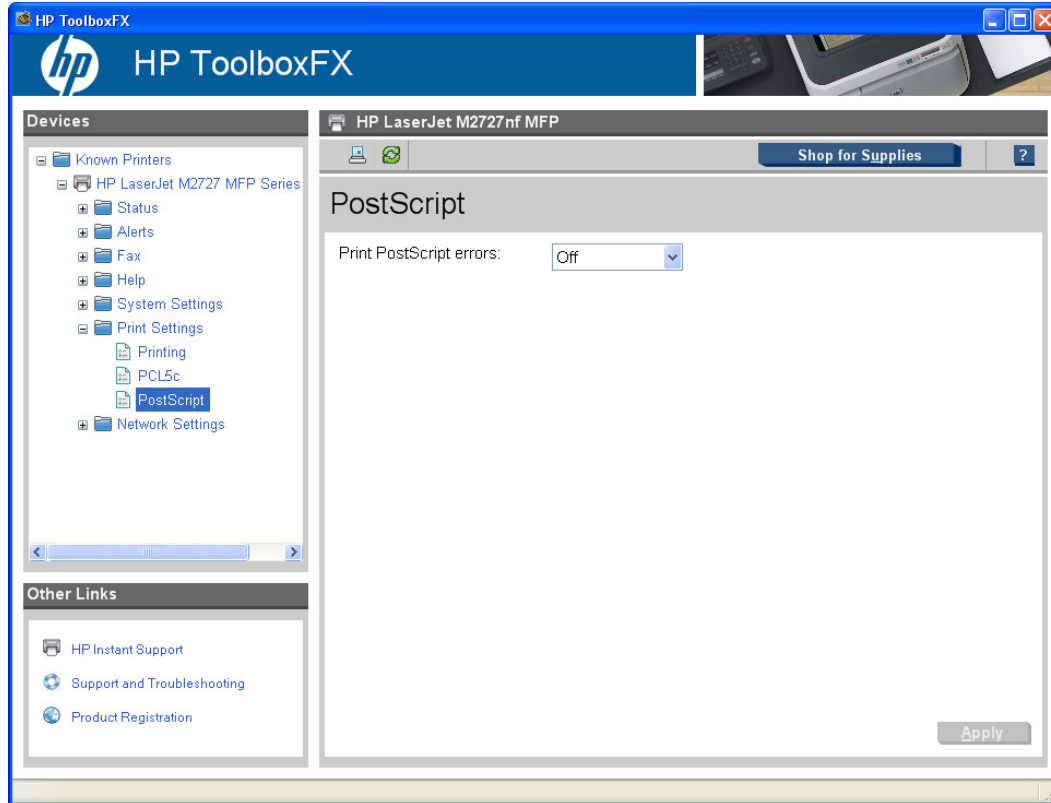 HP ToolboxFX
hp HP ToolboxFX
Devices
Known Printers
HP LaserJet M2727 MFP Series
Status
Alerts
Fax
Help
System Settings
Print Settings
Printing
PCL5c
PostScript
Network Settings
Other Links
HP Instant Support
Support and Troubleshooting
Product Registration
HP LaserJet M2727nf MFP
Shop for Supplies ?
PostScript
Print PostScript errors: Off
Apply